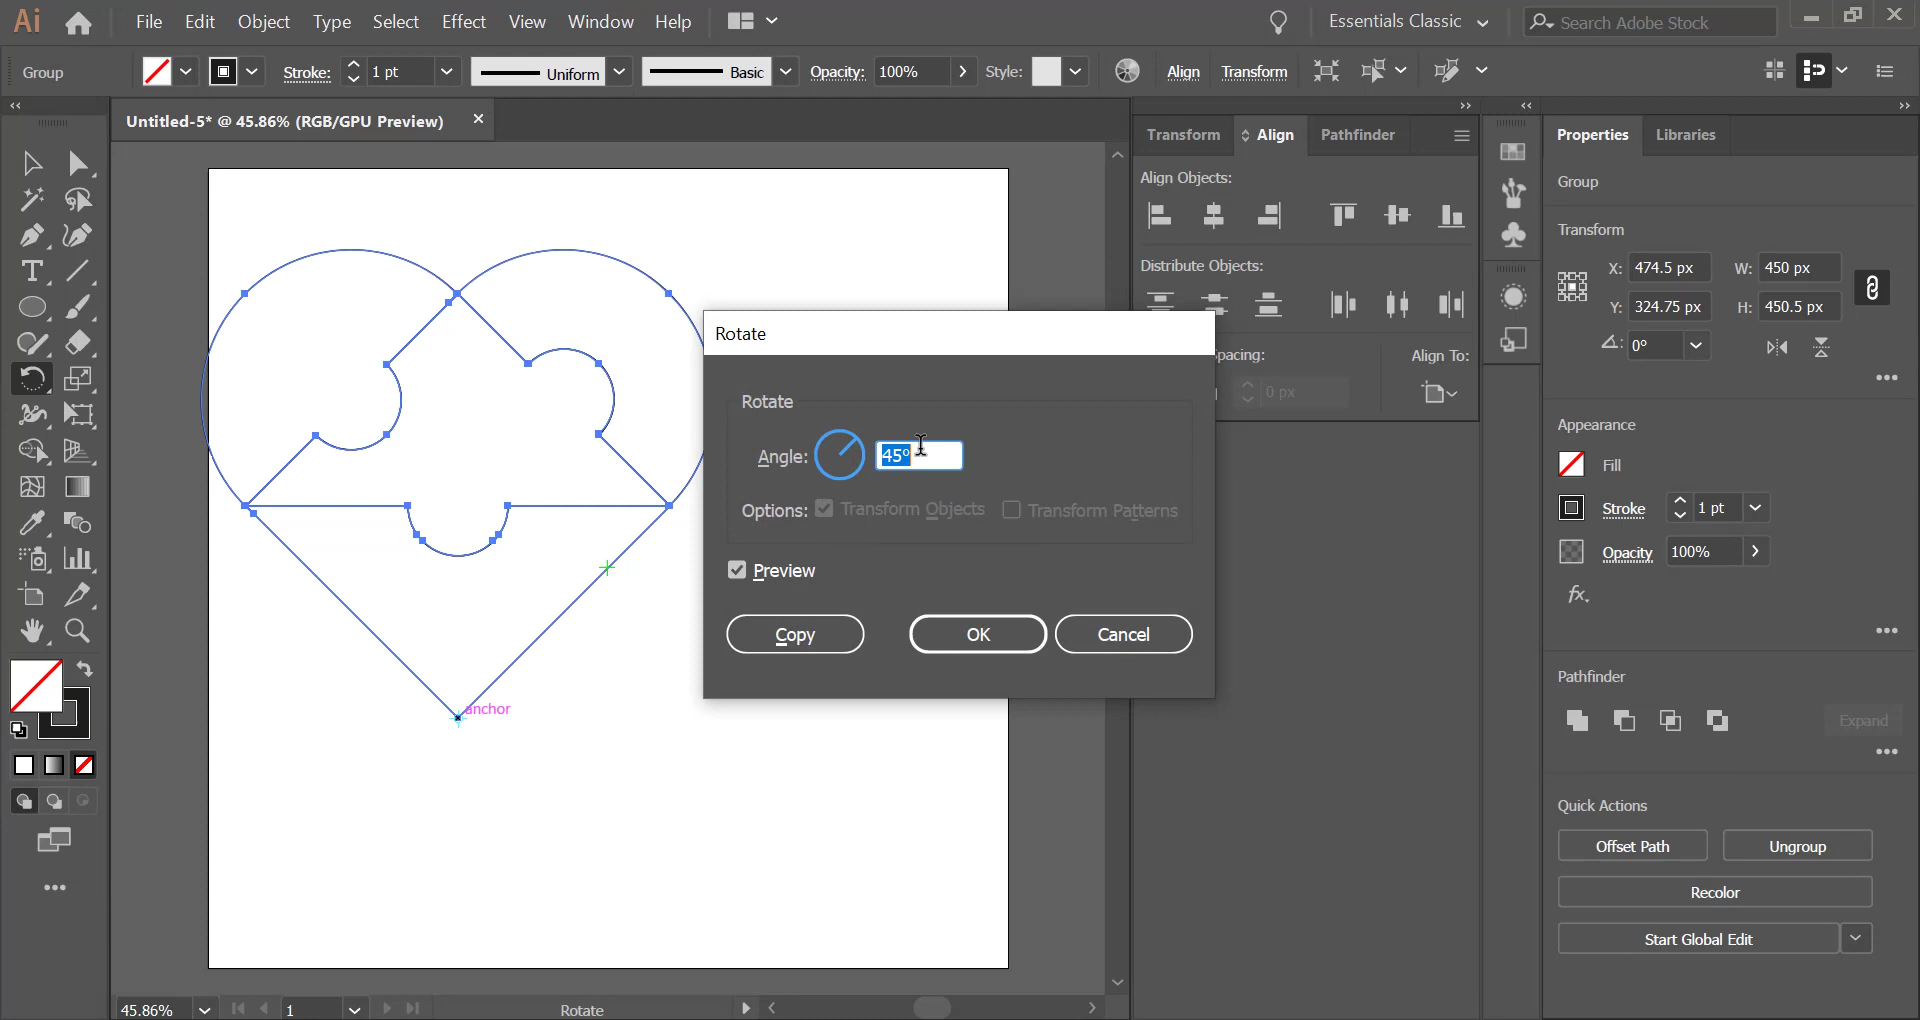 Ai File Edit Object Type Select Effect View Window Help Essentials Classic Search Adobe Stock
Group Stroke: 1 pt Uniform Basic Opacity: 100% Style: Align Transform
Untitled-5* @ 45.86% (RGB/GPU Preview)
Transform Align Pathfinder
Align Objects:
Distribute Objects:
pacing:
Align To:
0 px
Properties Libraries
Group
Transform
X: 474.5 px W: 450 px
Y: 324.75 px H: 450.5 px
0°
Appearance
Fill
Stroke 1 pt
Opacity 100%
fx.
Pathfinder
Expand
Quick Actions
Offset Path Ungroup
Recolor
Start Global Edit
Rotate
Rotate
Angle: 45°
Options: Transform Objects Transform Patterns
Preview
Copy OK Cancel
anchor
45.86% 1 Rotate